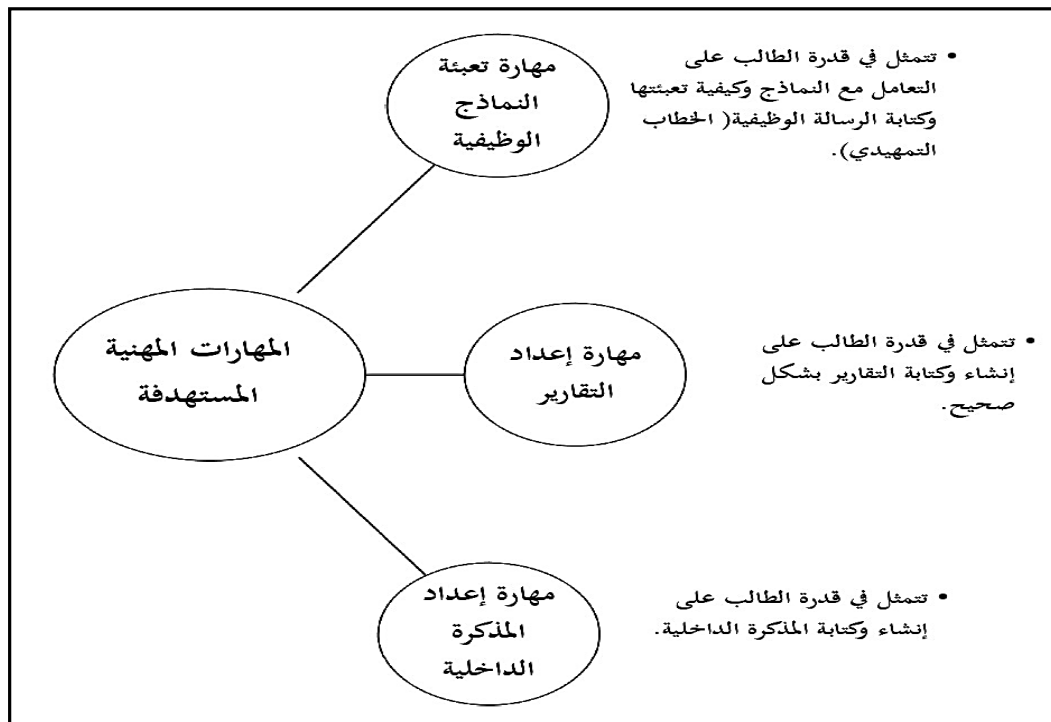 مهارة تعبئة
النماذج
الوظيفية
• تتمثل في قدرة الطالب على
التعامل مع النماذج وكيفية تعبئتها
وكتابة الرسالة الوظيفية( الخطاب
التمهيدي).
المهارات المهنية
المستهدفة
مهارة إعداد
التقارير
• تتمثل في قدرة الطالب على
إنشاء وكتابة التقارير بشكل
صحيح.
مهارة إعداد
المذكرة
الداخلية
• تتمثل في قدرة الطالب على
إنشاء وكتابة المذكرة الداخلية.